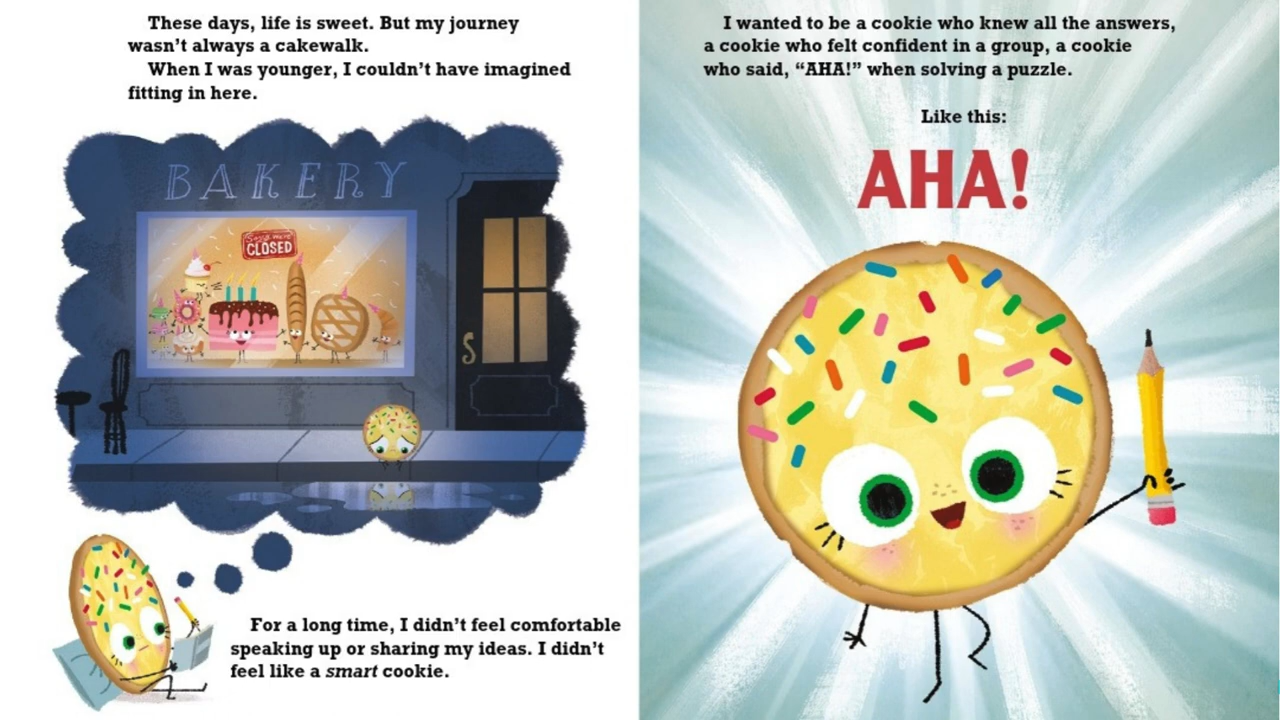 These days, life is sweet. But my journey
wasn’t always a cakewalk.
When I was younger, I couldn’t have imagined
fitting in here.
BAKERY
CLOSED
For a long time, I didn’t feel comfortable
speaking up or sharing my ideas. I didn’t
feel like a smart cookie.
I wanted to be a cookie who knew all the answers,
a cookie who felt confident in a group, a cookie
who said, “AHA!” when solving a puzzle.
Like this:
AHA!